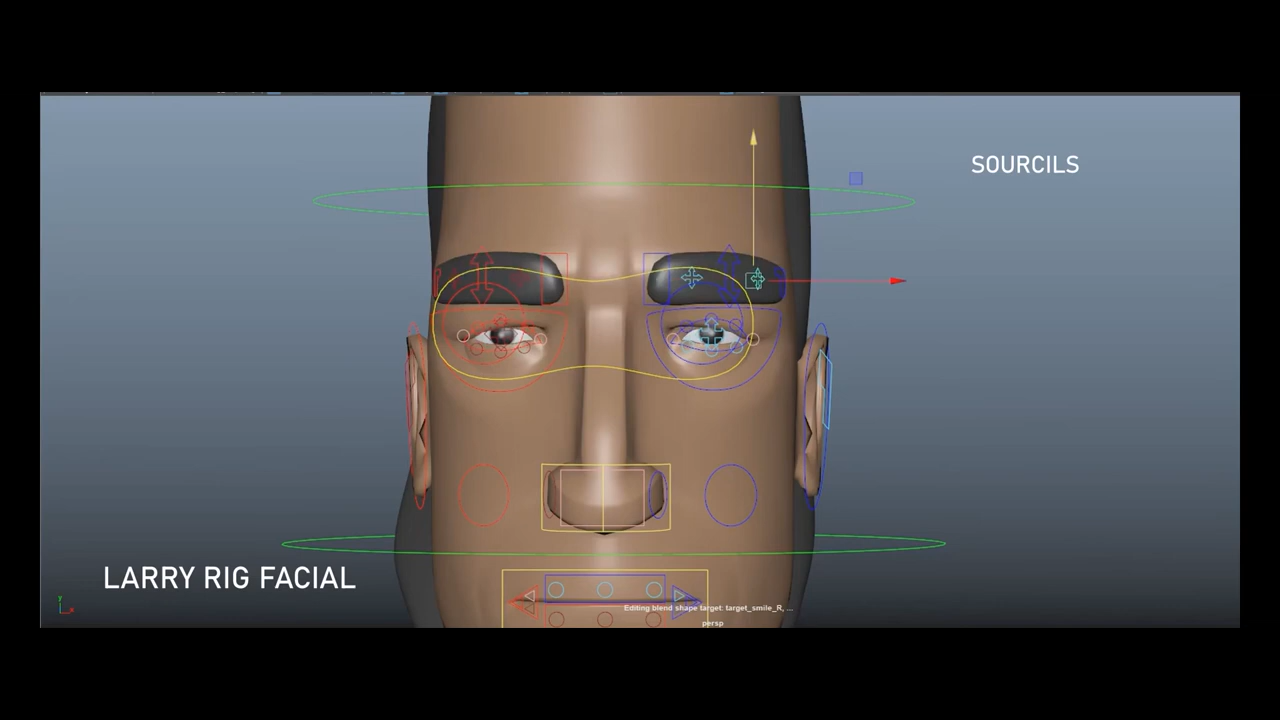 SOURCILS
LARRY RIG FACIAL
Editing blend shape target: target_smile_R, ...
persp
y
x